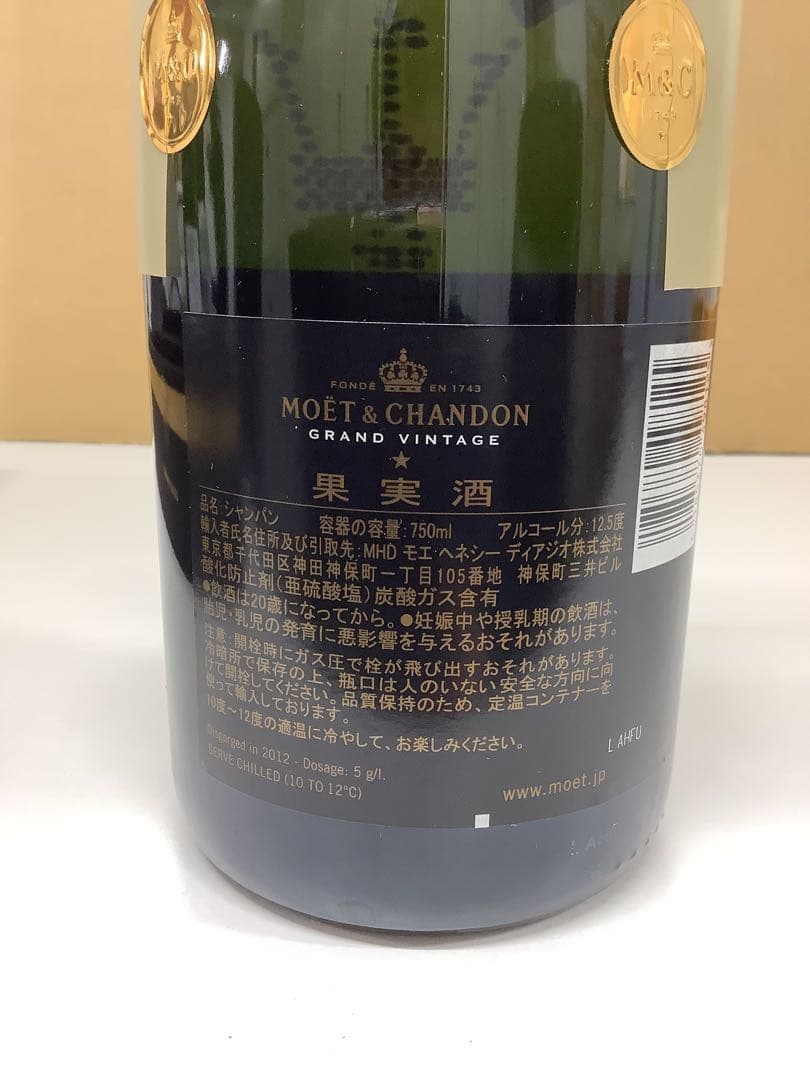 M&C
M&C
FONDÉ EN 1743
MOËT & CHANDON
GRAND VINTAGE
果実酒
品名:シャンパン 容器の容量:750ml アルコール分:12.5度
輸入者氏名住所及び引取先:MHD モエ・ヘネシー ディアジオ株式会社
東京都千代田区神田神保町一丁目105番地 神保町三井ビル
酸化防止剤(亜硫酸塩)炭酸ガス含有
●飲酒は20歳になってから。●妊娠中や授乳期の飲酒は、
胎児・乳児の発育に悪影響を与えるおそれがあります。
注意:開栓時にガス圧で栓が飛び出すおそれがあります。
冷暗所で保存の上、瓶口は人のいない安全な方向に向
けて開栓してください。品質保持のため、定温コンテナーを
使って輸入しております。
10度～12度の適温に冷やして、お楽しみください。
Disgorged in 2012 - Dosage: 5 g/l.
SERVE CHILLED (10 TO 12°C)
www.moet.jp
L AHFU